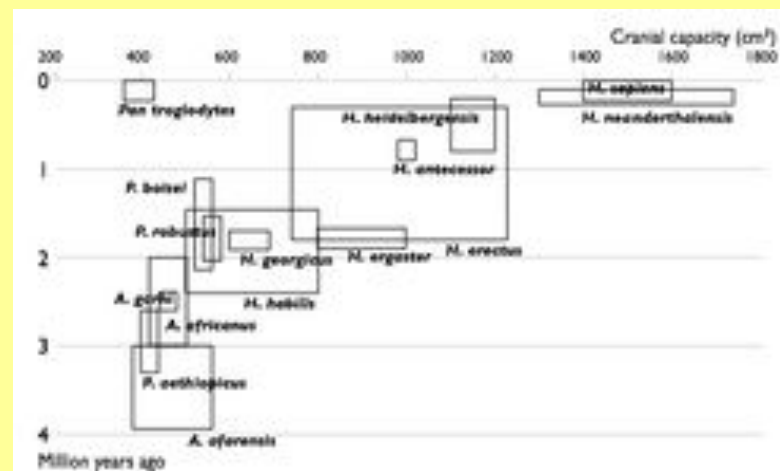 Cranial capacity (cm³)
200 400 600 800 1000 1200 1400 1600 1800
0
H. sapiens
Pan troglodytes
H. heidelbergensis
H. neanderthalensis
1
H. antecessor
P. boisei
P. robustus
H. georgicus
H. ergaster
H. erectus
2
A. garhi
H. habilis
A. africanus
3
P. aethiopicus
A. afarensis
4
Million years ago